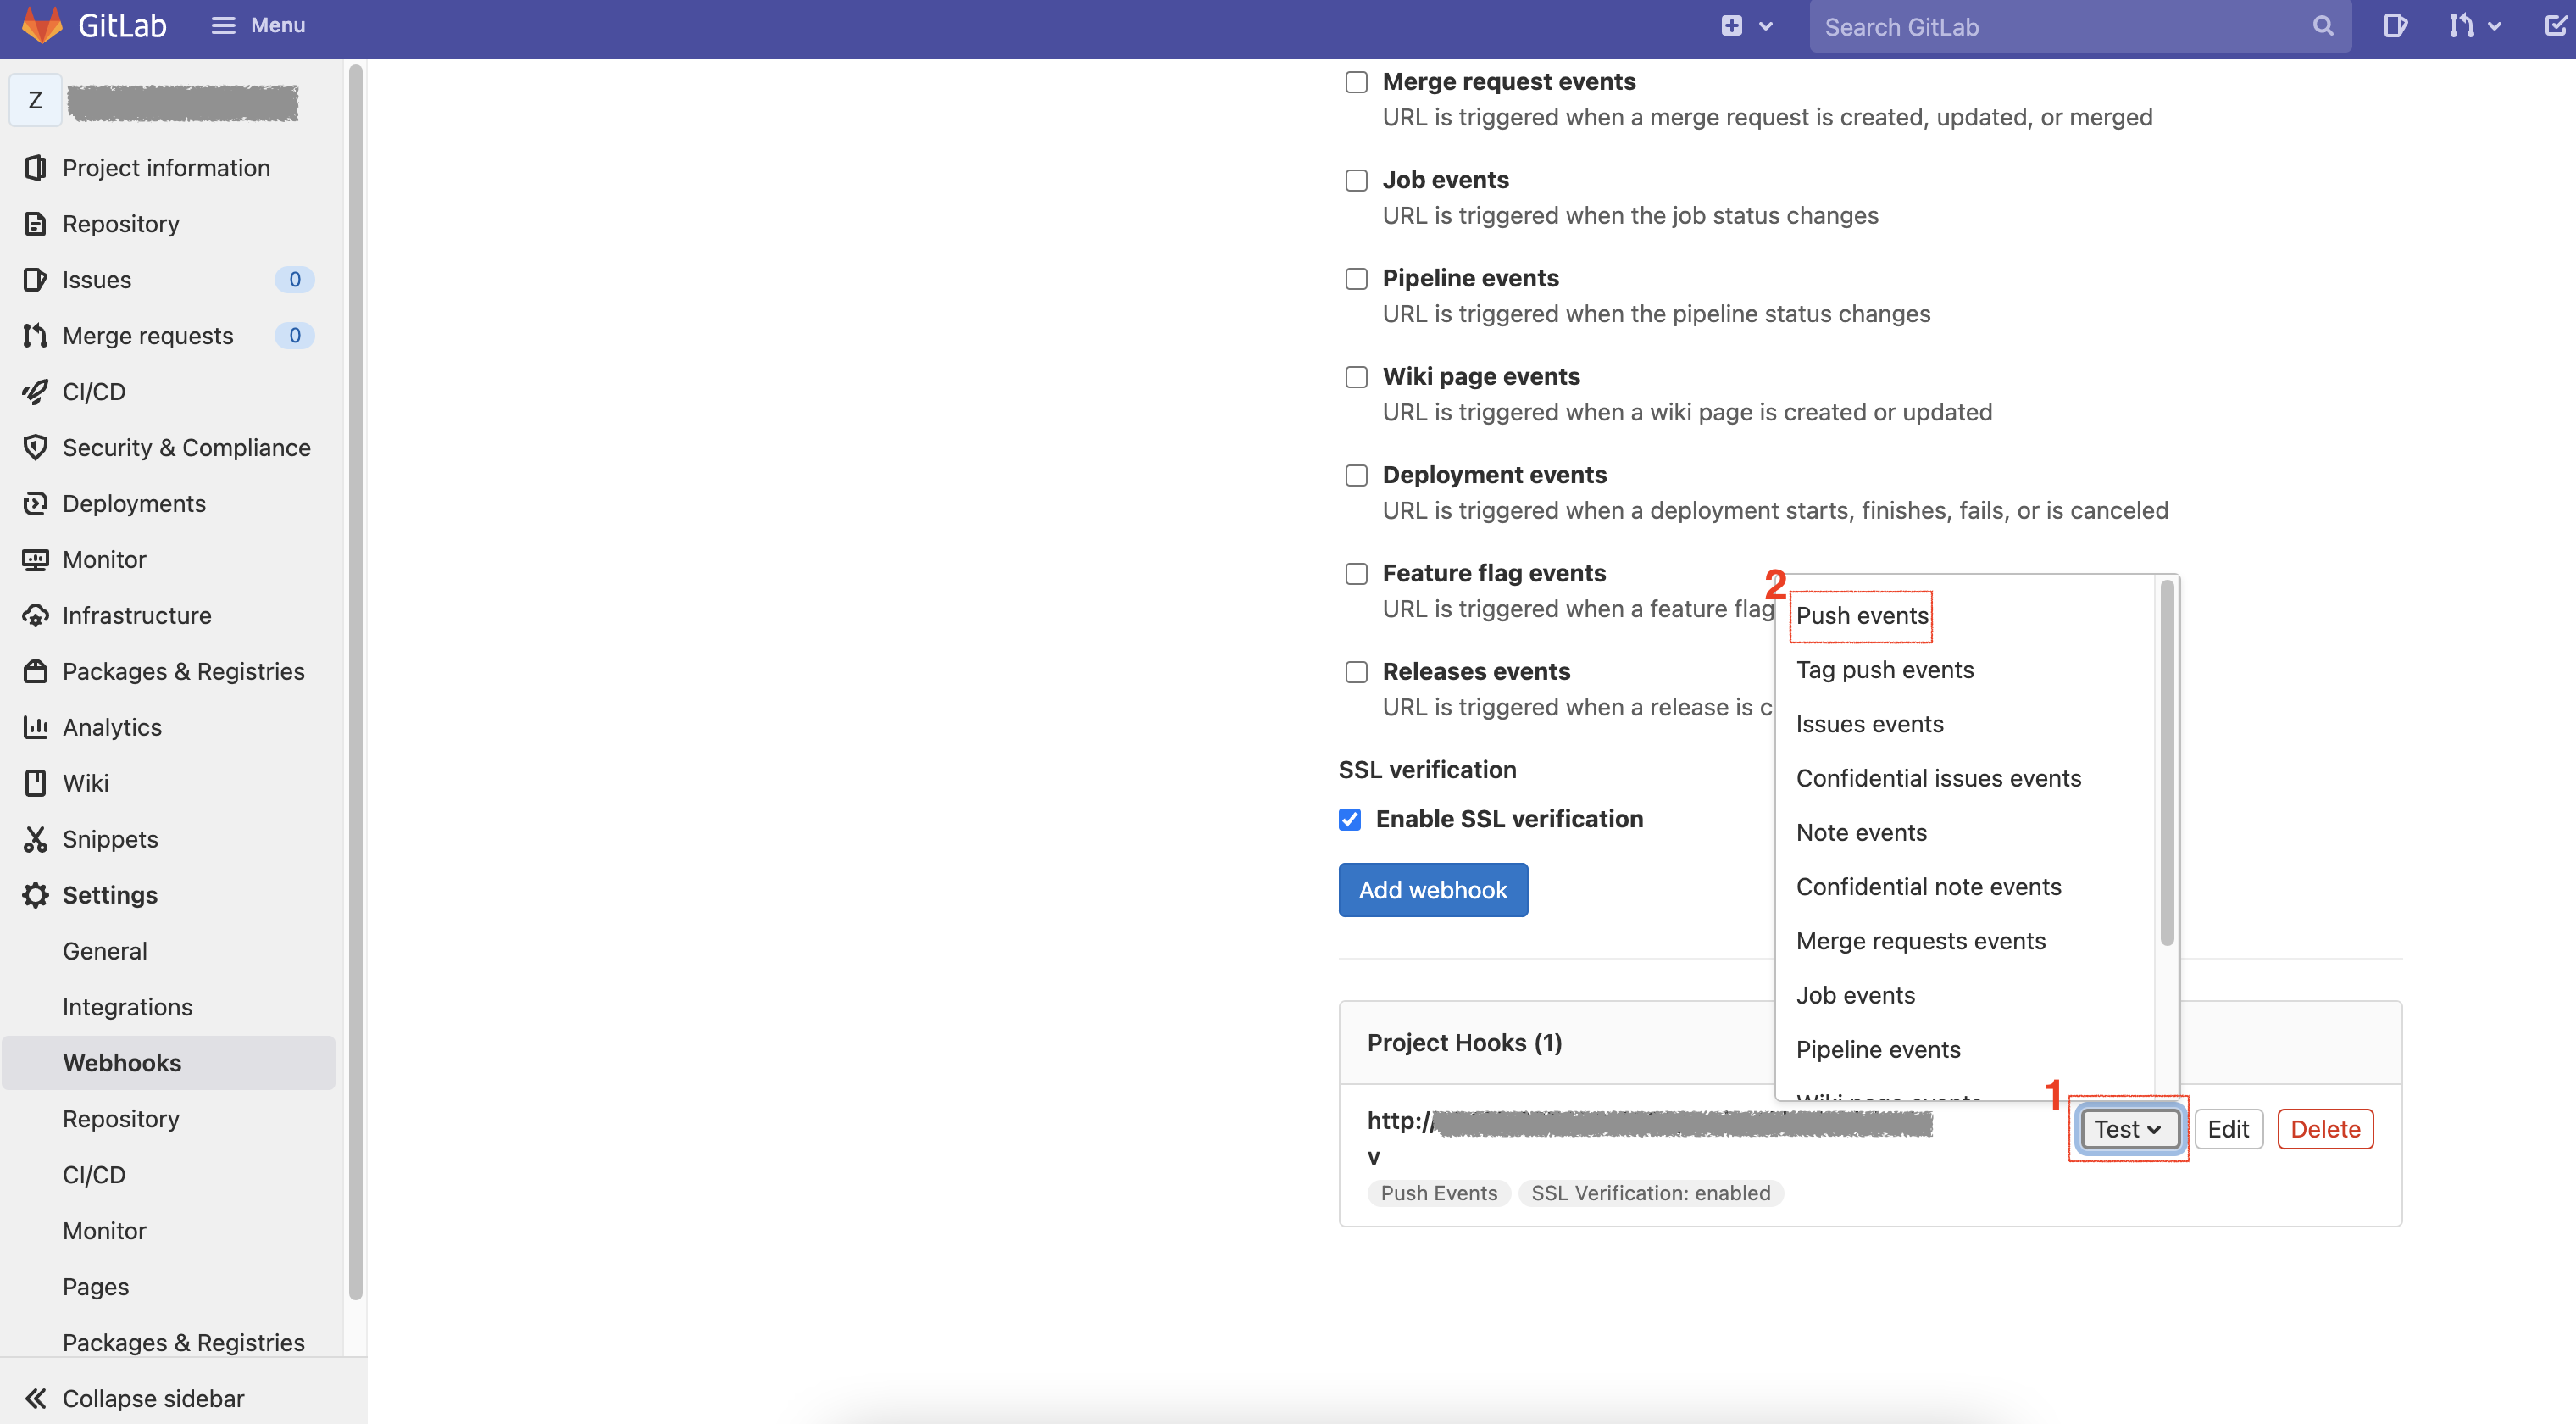 GitLab
Menu
Search GitLab
Z
Project information
Repository
Issues 0
Merge requests 0
CI/CD
Security & Compliance
Deployments
Monitor
Infrastructure
Packages & Registries
Analytics
Wiki
Snippets
Settings
General
Integrations
Webhooks
Repository
CI/CD
Monitor
Pages
Packages & Registries
Collapse sidebar
Merge request events
URL is triggered when a merge request is created, updated, or merged
Job events
URL is triggered when the job status changes
Pipeline events
URL is triggered when the pipeline status changes
Wiki page events
URL is triggered when a wiki page is created or updated
Deployment events
URL is triggered when a deployment starts, finishes, fails, or is canceled
Feature flag events
URL is triggered when a feature flag
Releases events
URL is triggered when a release is c
SSL verification
Enable SSL verification
Add webhook
2
Push events
Tag push events
Issues events
Confidential issues events
Note events
Confidential note events
Merge requests events
Job events
Pipeline events
Wiki page events
Project Hooks (1)
http://
v
1
Test
Edit
Delete
Push Events
SSL Verification: enabled